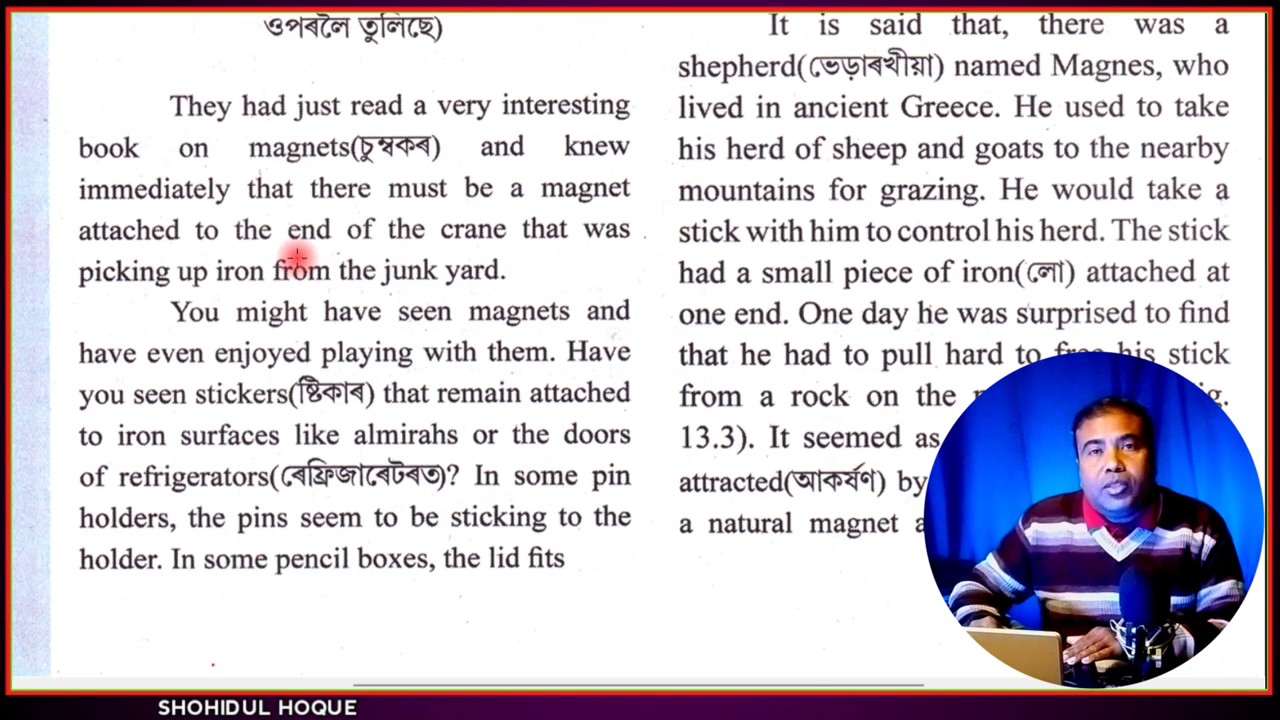 ওপৰলৈ তুলিছে)
They had just read a very interesting
book on magnets(চুম্বকৰ) and knew
immediately that there must be a magnet
attached to the end of the crane that was
picking up iron from the junk yard.
You might have seen magnets and
have even enjoyed playing with them. Have
you seen stickers(ষ্টিকাৰ) that remain attached
to iron surfaces like almirahs or the doors
of refrigerators(ৰেফ্ৰিজাৰেটৰত)? In some pin
holders, the pins seem to be sticking to the
holder. In some pencil boxes, the lid fits
It is said that, there was a
shepherd(ভেড়াৰখীয়া) named Magnes, who
lived in ancient Greece. He used to take
his herd of sheep and goats to the nearby
mountains for grazing. He would take a
stick with him to control his herd. The stick
had a small piece of iron(লো) attached at
one end. One day he was surprised to find
that he had to pull hard to free his stick
from a rock on the
13.3). It seemed as
attracted(আকৰ্ষণ) by
a natural magnet
SHOHIDUL HOQUE